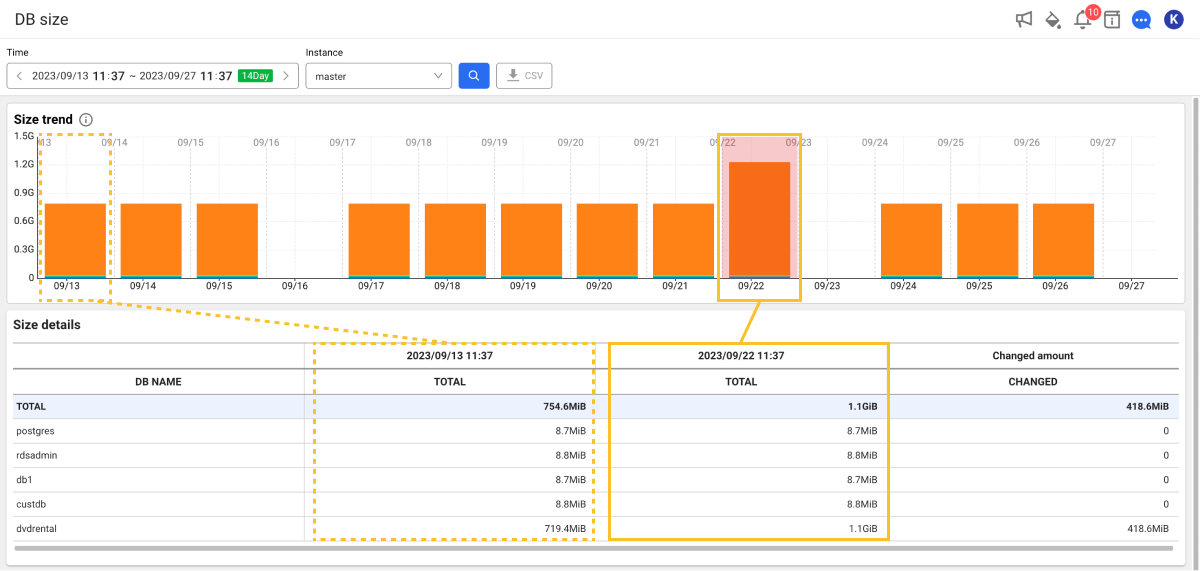 DB size
10
K
Time
Instance
2023/09/13 11:37 ~ 2023/09/27 11:37 14Day
master
CSV
Size trend
1.5G
1.2G
0.9G
0.6G
0.3G
0
13 09/14 09/15 09/16 09/17 09/18 09/19 09/20 09/21 09/22 09/23 09/24 09/25 09/26 09/27
09/13 09/14 09/15 09/16 09/17 09/18 09/19 09/20 09/21 09/22 09/23 09/24 09/25 09/26 09/27
Size details
2023/09/13 11:37 2023/09/22 11:37 Changed amount
DB NAME TOTAL TOTAL CHANGED
TOTAL 754.6MiB 1.1GiB 418.6MiB
postgres 8.7MiB 8.7MiB 0
rdsadmin 8.8MiB 8.8MiB 0
db1 8.7MiB 8.7MiB 0
custdb 8.8MiB 8.8MiB 0
dvdrental 719.4MiB 1.1GiB 418.6MiB